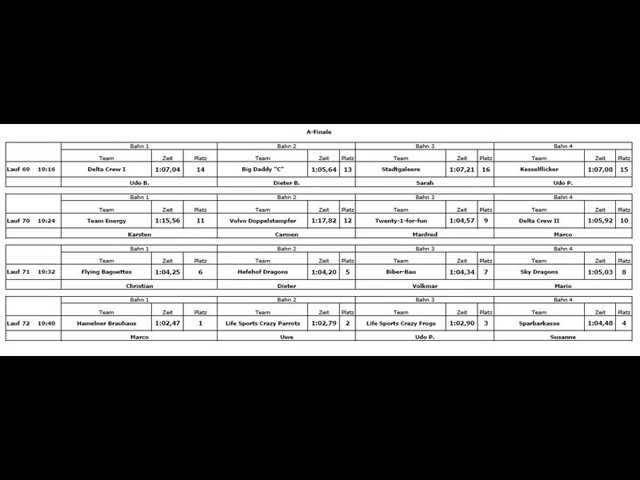 A-Finale
Bahn 1 Bahn 2 Bahn 3 Bahn 4
Team Zeit Platz Team Zeit Platz Team Zeit Platz Team Zeit Platz
Lauf 69 19:16 Delta Crew I 1:07,04 14 Big Daddy "C" 1:05,64 13 Stadtgaloere 1:07,21 16 Kesselflicker 1:07,08 15
Udo B. Dieter B. Sarah Udo P.
Bahn 1 Bahn 2 Bahn 3 Bahn 4
Team Zeit Platz Team Zeit Platz Team Zeit Platz Team Zeit Platz
Lauf 70 19:24 Team Energy 1:15,56 11 Volvo Doppelstampfer 1:17,82 12 Twenty-1-for-fun 1:04,57 9 Delta Crew II 1:05,92 10
Karsten Carmen Manfred Marco
Bahn 1 Bahn 2 Bahn 3 Bahn 4
Team Zeit Platz Team Zeit Platz Team Zeit Platz Team Zeit Platz
Lauf 71 19:32 Flying Baguettes 1:04,25 6 Hefehof Dragons 1:04,20 5 Biber-Bau 1:04,34 7 Sky Dragons 1:05,03 8
Christian Dieter Volkmar Mario
Bahn 1 Bahn 2 Bahn 3 Bahn 4
Team Zeit Platz Team Zeit Platz Team Zeit Platz Team Zeit Platz
Lauf 72 19:40 Hamelner Brauhaus 1:02,47 1 Life Sports Crazy Parrots 1:02,79 2 Life Sports Crazy Frogs 1:02,90 3 Sparbarkasse 1:04,48 4
Marco Uwe Udo P. Susanne